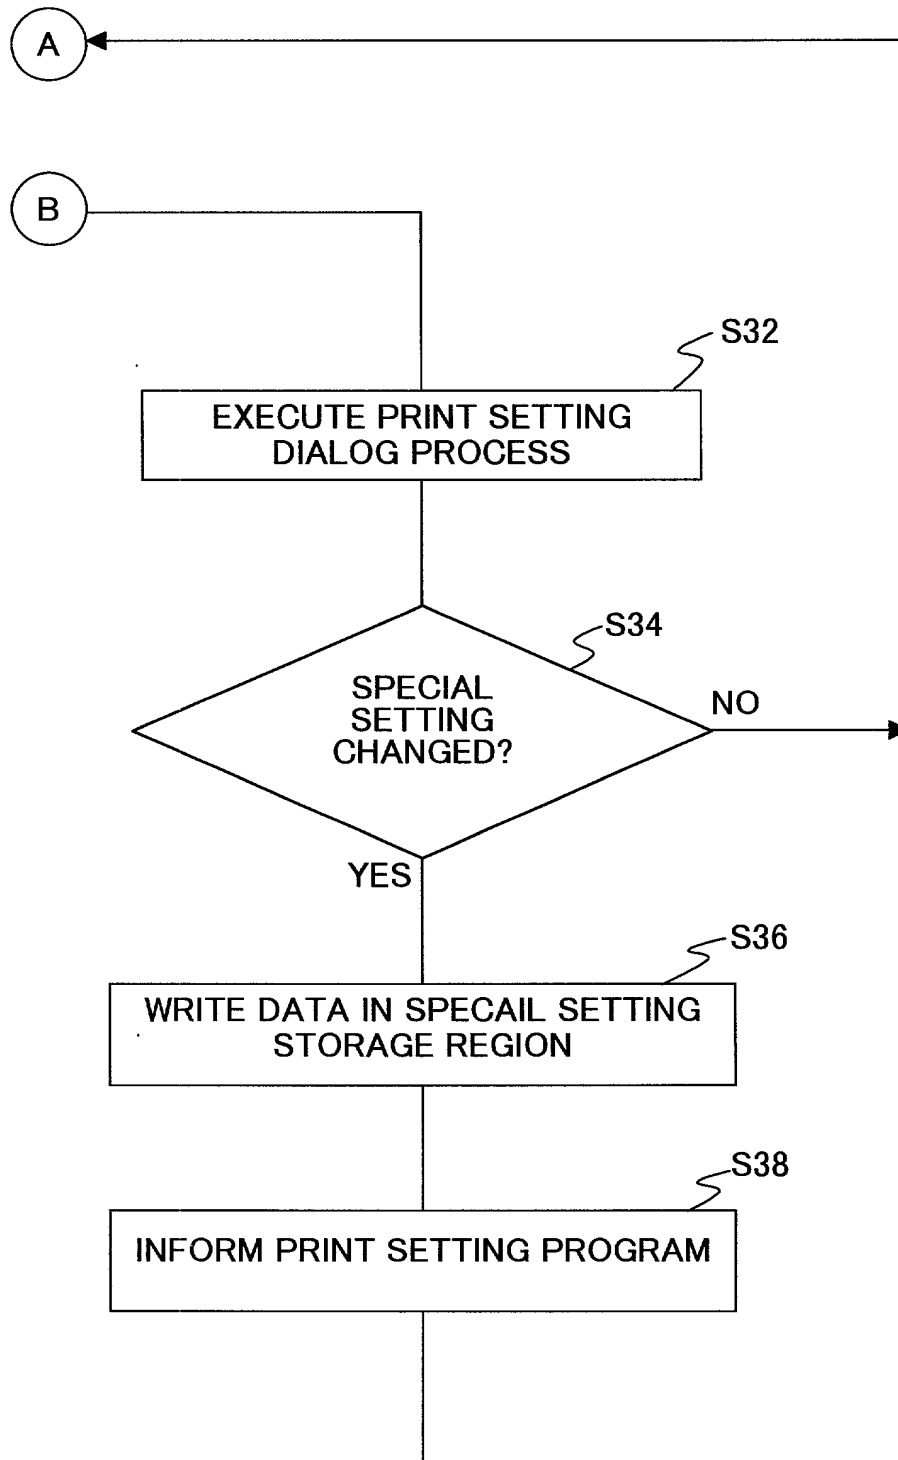 A
B
S32
EXECUTE PRINT SETTING
DIALOG PROCESS
S34
SPECIAL
SETTING
CHANGED?
NO
YES
S36
WRITE DATA IN SPECAIL SETTING
STORAGE REGION
S38
INFORM PRINT SETTING PROGRAM